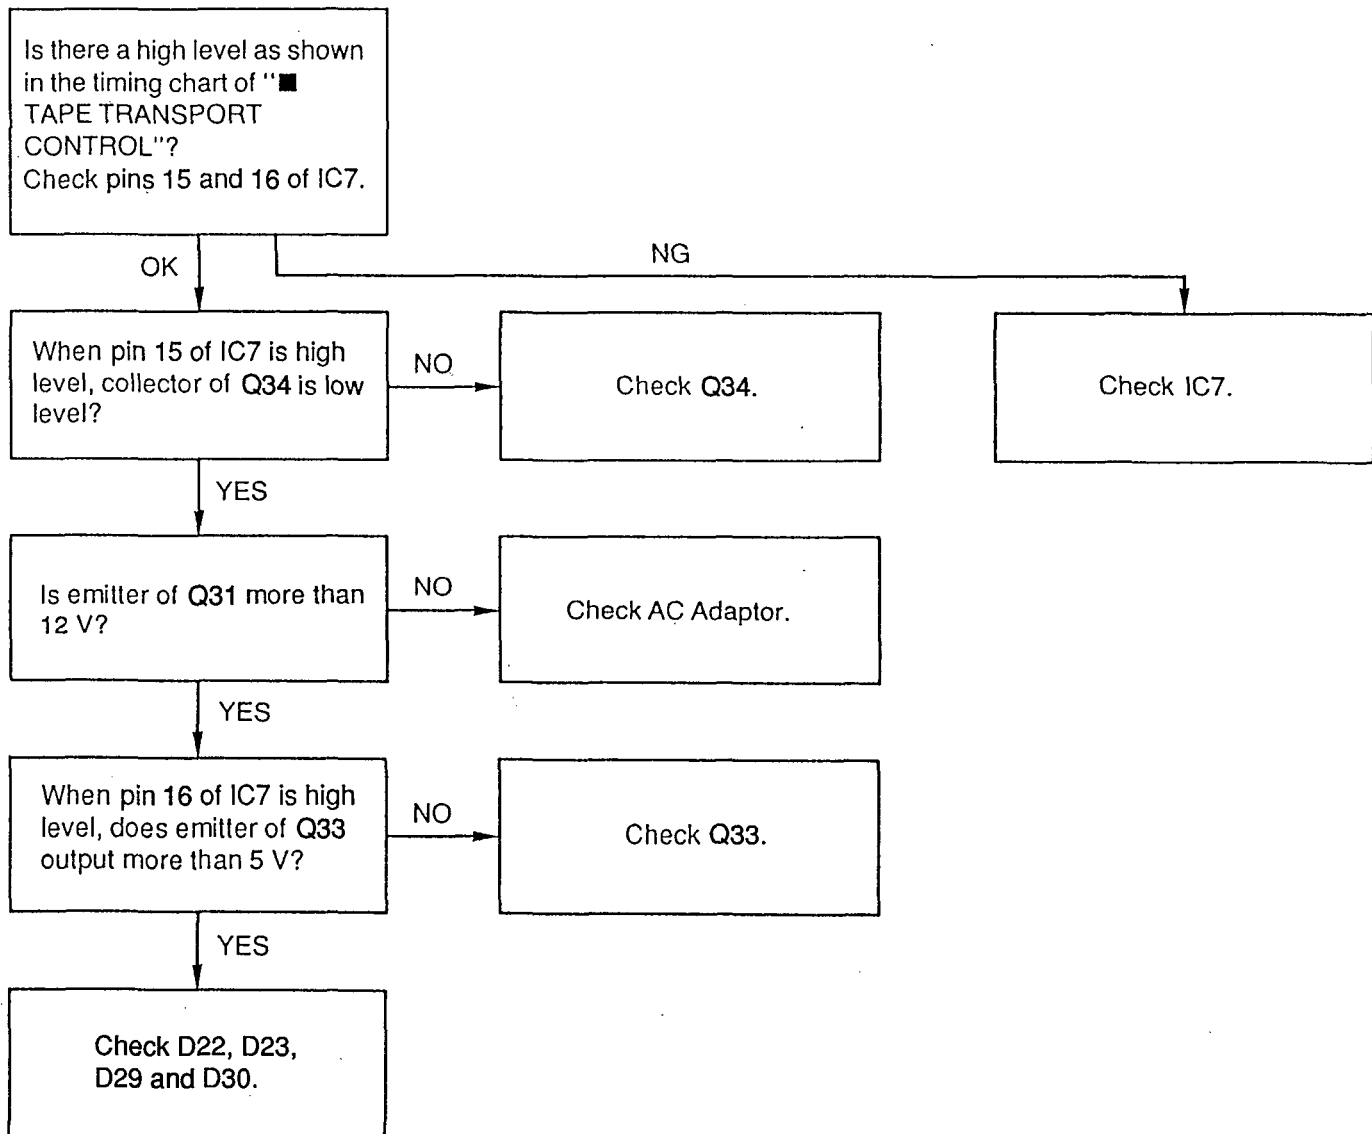 Is there a high level as shown
in the timing chart of "■
TAPE TRANSPORT
CONTROL"?
Check pins 15 and 16 of IC7.
OK
NG
When pin 15 of IC7 is high
level, collector of Q34 is low
level?
NO
Check Q34.
Check IC7.
YES
Is emitter of Q31 more than
12 V?
NO
Check AC Adaptor.
YES
When pin 16 of IC7 is high
level, does emitter of Q33
output more than 5 V?
NO
Check Q33.
YES
Check D22, D23,
D29 and D30.